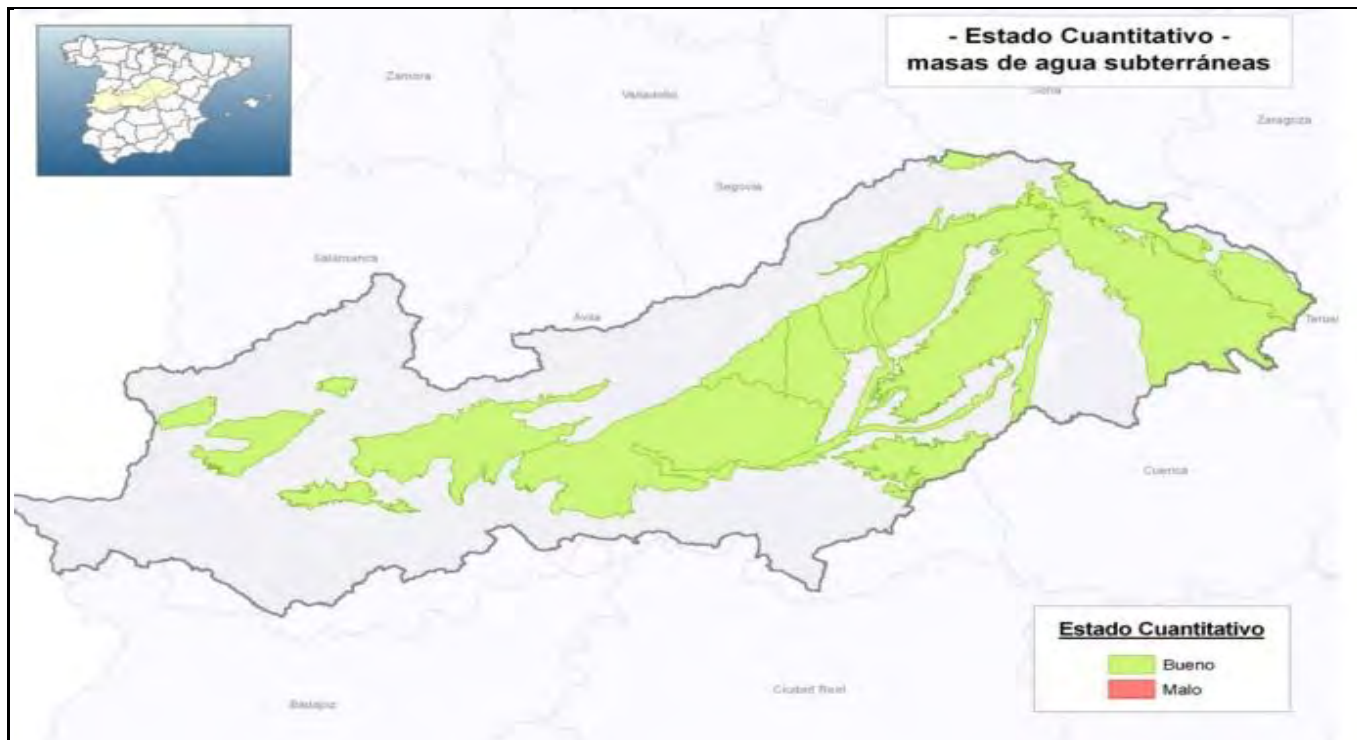 - Estado Cuantitativo -
masas de agua subterráneas
Zamora
Valladolid
Soria
Zaragoza
Segovia
Salamanca
Ávila
Teruel
Cuenca
Ciudad Real
Badajoz
Estado Cuantitativo
Bueno
Malo